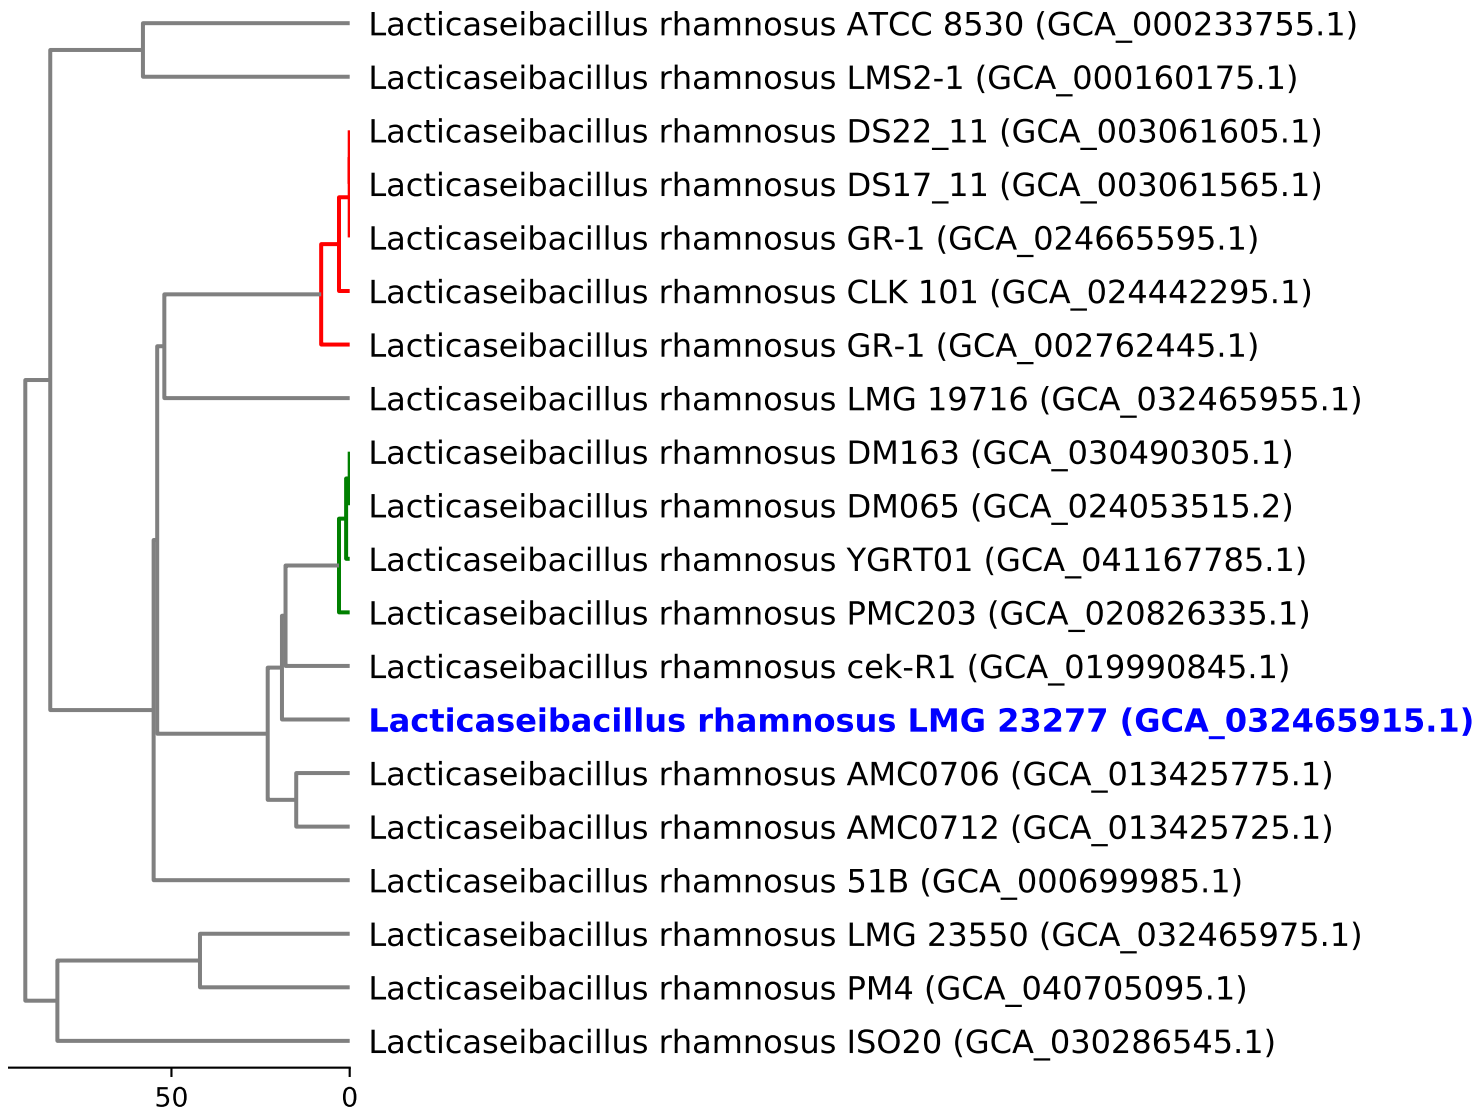 Lacticaseibacillus rhamnosus ATCC 8530 (GCA_000233755.1)
Lacticaseibacillus rhamnosus LMS2-1 (GCA_000160175.1)
Lacticaseibacillus rhamnosus DS22_11 (GCA_003061605.1)
Lacticaseibacillus rhamnosus DS17_11 (GCA_003061565.1)
Lacticaseibacillus rhamnosus GR-1 (GCA_024665595.1)
Lacticaseibacillus rhamnosus CLK 101 (GCA_024442295.1)
Lacticaseibacillus rhamnosus GR-1 (GCA_002762445.1)
Lacticaseibacillus rhamnosus LMG 19716 (GCA_032465955.1)
Lacticaseibacillus rhamnosus DM163 (GCA_030490305.1)
Lacticaseibacillus rhamnosus DM065 (GCA_024053515.2)
Lacticaseibacillus rhamnosus YGRT01 (GCA_041167785.1)
Lacticaseibacillus rhamnosus PMC203 (GCA_020826335.1)
Lacticaseibacillus rhamnosus cek-R1 (GCA_019990845.1)
Lacticaseibacillus rhamnosus LMG 23277 (GCA_032465915.1)
Lacticaseibacillus rhamnosus AMC0706 (GCA_013425775.1)
Lacticaseibacillus rhamnosus AMC0712 (GCA_013425725.1)
Lacticaseibacillus rhamnosus 51B (GCA_000699985.1)
Lacticaseibacillus rhamnosus LMG 23550 (GCA_032465975.1)
Lacticaseibacillus rhamnosus PM4 (GCA_040705095.1)
Lacticaseibacillus rhamnosus ISO20 (GCA_030286545.1)
50 0